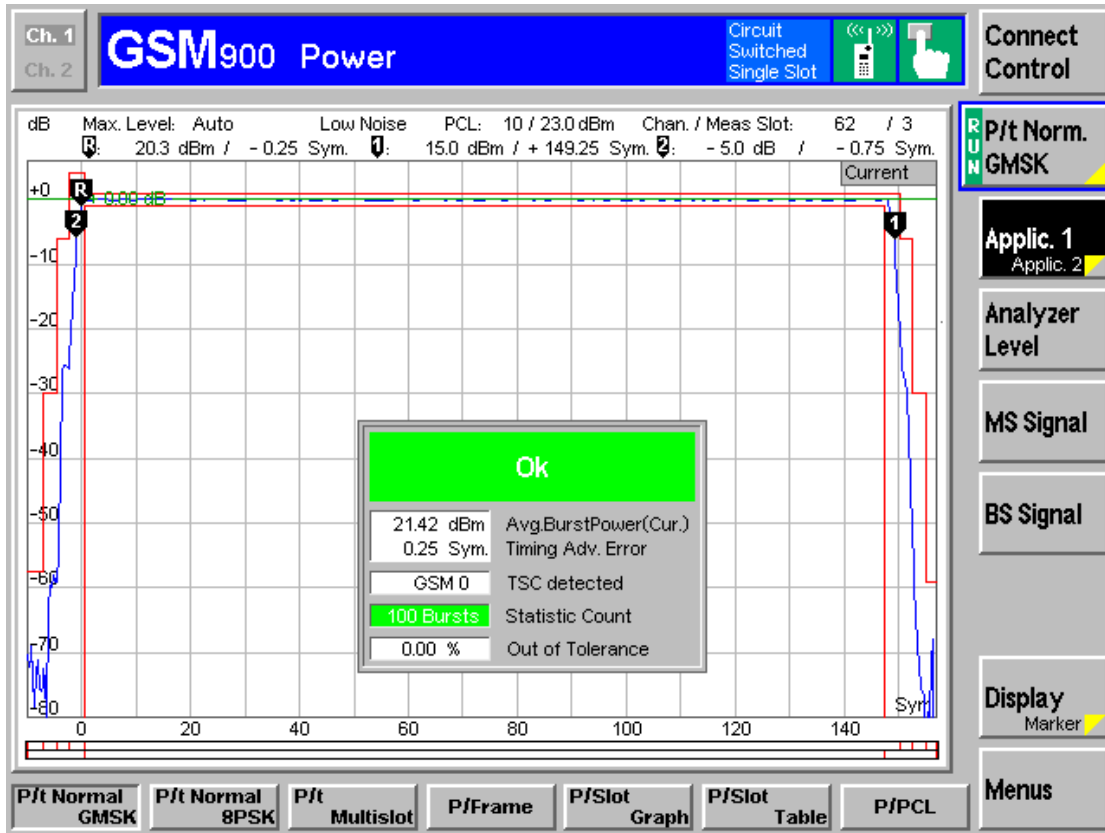 Ch. 1
Ch. 2
GSM900 Power
Circuit
Switched
Single Slot
Connect
Control
dB Max. Level: Auto Low Noise PCL: 10 / 23.0 dBm Chan. / Meas Slot: 62 / 3
R: 20.3 dBm / - 0.25 Sym. 1: 15.0 dBm / + 149.25 Sym. 2: - 5.0 dB / - 0.75 Sym.
Current
RUN
P/t Norm.
GMSK
+0
R
0.00 dB
2
1
-10
-20
-30
-40
-50
-60
-70
-80
Ok
21.42 dBm Avg.BurstPower(Cur.)
0.25 Sym. Timing Adv. Error
GSM 0 TSC detected
100 Bursts Statistic Count
0.00 % Out of Tolerance
Sym
0 20 40 60 80 100 120 140
Applic. 1
Applic. 2
Analyzer
Level
MS Signal
BS Signal
Display
Marker
Menus
P/t Normal
GMSK
P/t Normal
8PSK
P/t
Multislot
P/Frame
P/Slot
Graph
P/Slot
Table
P/PCL